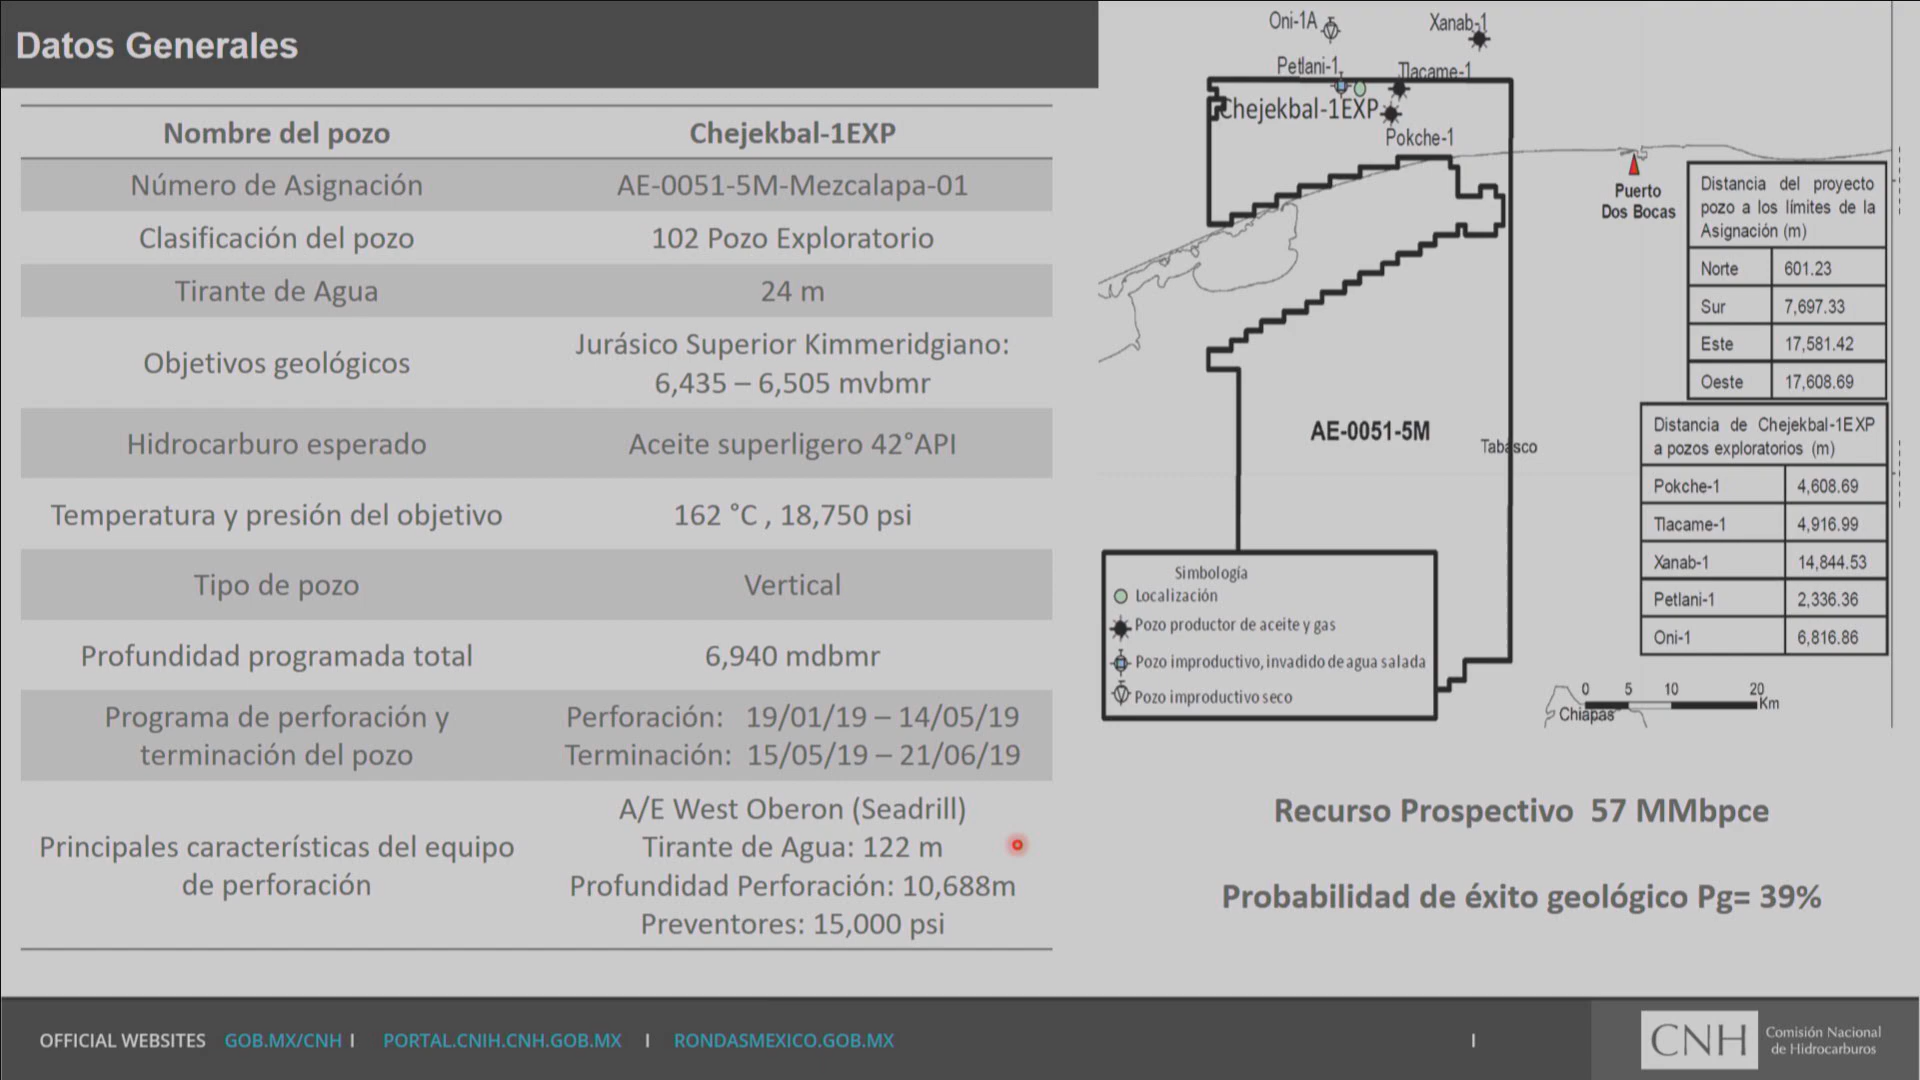 Datos Generales
Nombre del pozo Chejekbal-1EXP
Número de Asignación AE-0051-5M-Mezcalapa-01
Clasificación del pozo 102 Pozo Exploratorio
Tirante de Agua 24 m
Objetivos geológicos Jurásico Superior Kimmeridgiano:
6,435 – 6,505 mvbmr
Hidrocarburo esperado Aceite superligero 42°API
Temperatura y presión del objetivo 162 °C , 18,750 psi
Tipo de pozo Vertical
Profundidad programada total 6,940 mdbmr
Programa de perforación y
terminación del pozo
Perforación: 19/01/19 – 14/05/19
Terminación: 15/05/19 – 21/06/19
Principales características del equipo
de perforación
A/E West Oberon (Seadrill)
Tirante de Agua: 122 m
Profundidad Perforación: 10,688m
Preventores: 15,000 psi
Oni-1A
Xanab-1
Petlani-1
Tlacame-1
Chejekbal-1EXP
Pokche-1
Puerto
Dos Bocas
AE-0051-5M
Tabasco
Simbología
Localización
Pozo productor de aceite y gas
Pozo improductivo, invadido de agua salada
Pozo improductivo seco
Distancia del proyecto
pozo a los límites de la
Asignación (m)
Norte 601.23
Sur 7,697.33
Este 17,581.42
Oeste 17,608.69
Distancia de Chejekbal-1EXP
a pozos exploratorios (m)
Pokche-1 4,608.69
Tlacame-1 4,916.99
Xanab-1 14,844.53
Petlani-1 2,336.36
Oni-1 6,816.86
0 5 10 20
Km
Chiapas
Recurso Prospectivo 57 MMbpce
Probabilidad de éxito geológico Pg= 39%
OFFICIAL WEBSITES GOB.MX/CNH I PORTAL.CNIH.CNH.GOB.MX I RONDASMEXICO.GOB.MX I
CNH
Comisión Nacional
de Hidrocarburos